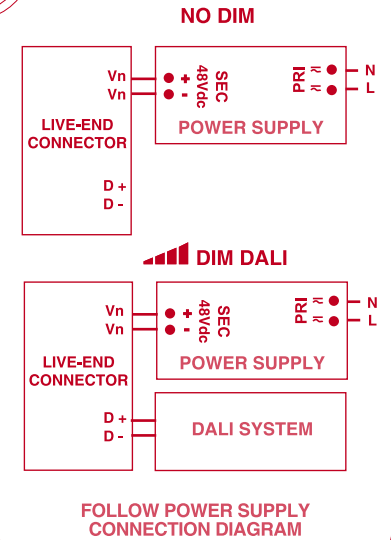 NO DIM
Vn
Vn
LIVE-END
CONNECTOR
D +
D -
+
-
SEC
48Vdc
POWER SUPPLY
PRI
≈
≈
N
L
DIM DALI
Vn
Vn
LIVE-END
CONNECTOR
D +
D -
+
-
SEC
48Vdc
POWER SUPPLY
PRI
≈
≈
N
L
DALI SYSTEM
FOLLOW POWER SUPPLY
CONNECTION DIAGRAM